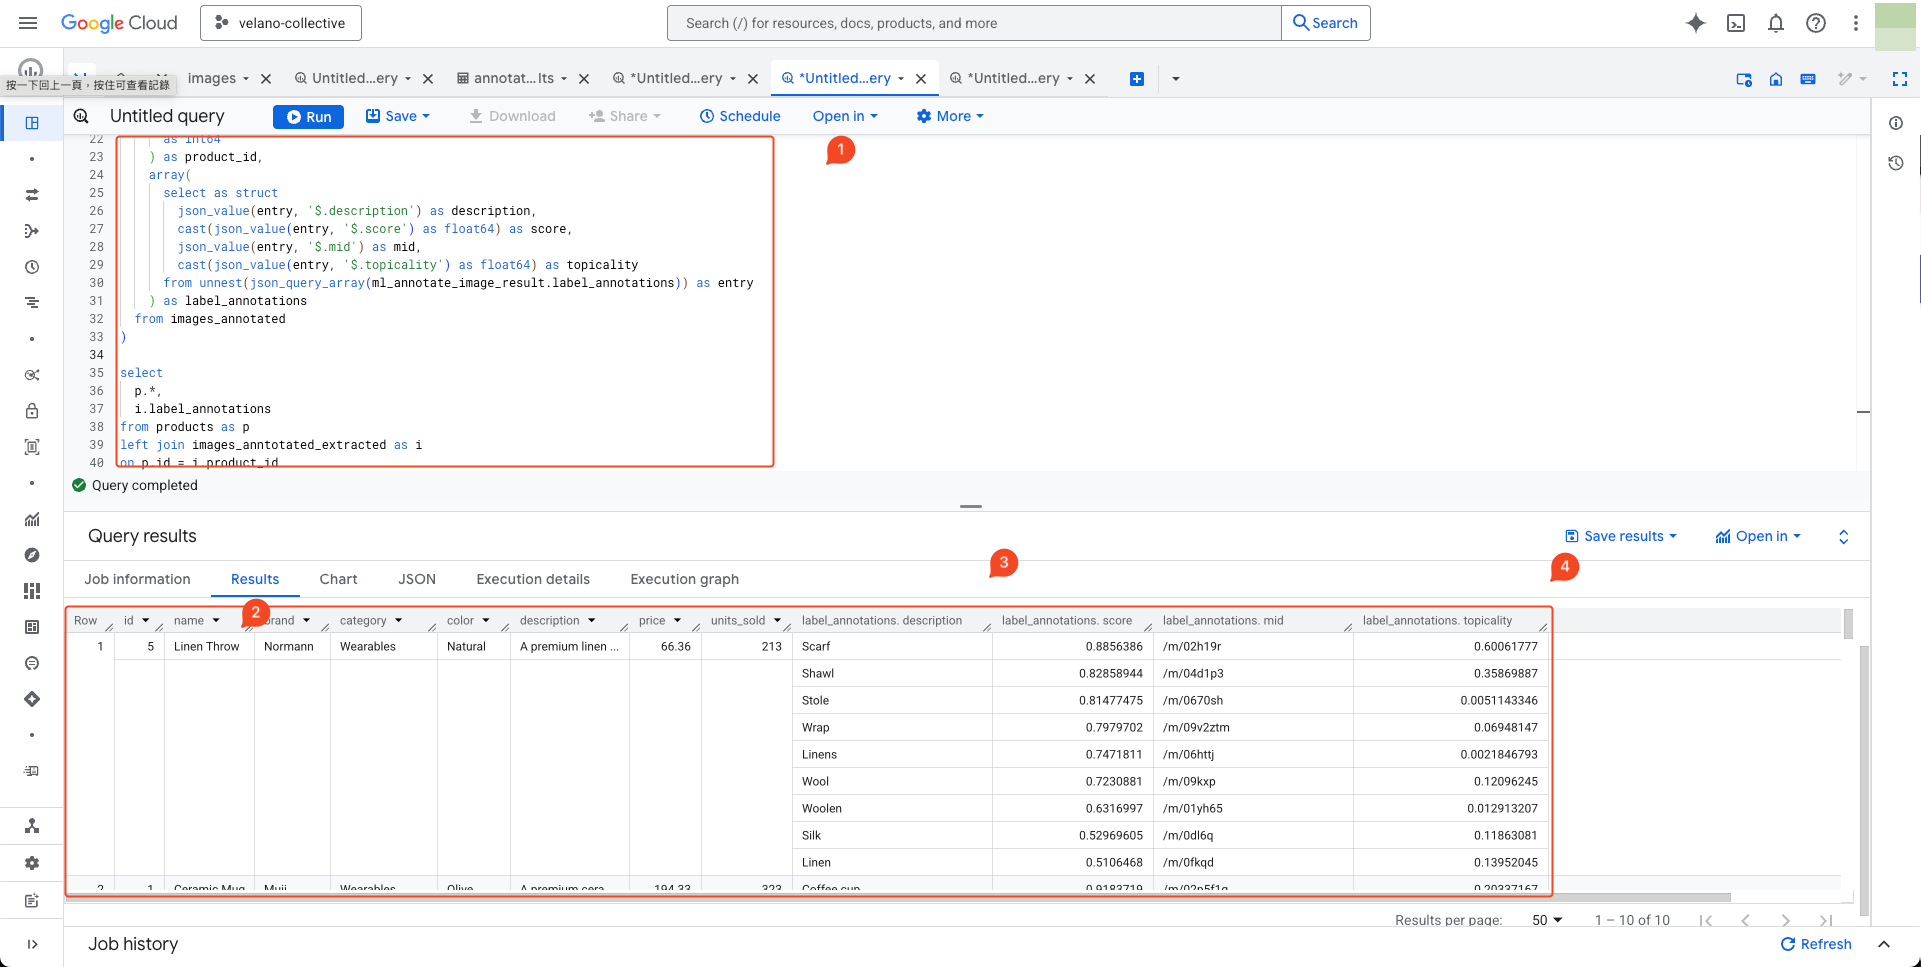 Google Cloud
velano-collective
Search (/) for resources, docs, products, and more
Search
按一下回上一頁，按住可查看記錄
images
Untitled...ery
annotat...lts
*Untitled...ery
*Untitled...ery
*Untitled...ery
Untitled query
Run
Save
Download
Share
Schedule
Open in
More
1
22 as int64
23 ) as product_id,
24 array(
25 select as struct
26 json_value(entry, '$.description') as description,
27 cast(json_value(entry, '$.score') as float64) as score,
28 json_value(entry, '$.mid') as mid,
29 cast(json_value(entry, '$.topicality') as float64) as topicality
30 from unnest(json_query_array(ml_annotate_image_result.label_annotations)) as entry
31 ) as label_annotations
32 from images_annotated
33 )
34
35 select
36 p.*,
37 i.label_annotations
38 from products as p
39 left join images_anntotated_extracted as i
40 on p.id = i.product_id
Query completed
Query results
Save results
Open in
Job information
Results
Chart
JSON
Execution details
Execution graph
3
4
2
Row id name brand category color description price units_sold label_annotations. description label_annotations. score label_annotations. mid label_annotations. topicality
1 5 Linen Throw Normann Wearables Natural A premium linen ... 66.36 213 Scarf 0.8856386 /m/02h19r 0.60061777
Shawl 0.82858944 /m/04d1p3 0.35869887
Stole 0.81477475 /m/0670sh 0.0051143346
Wrap 0.7979702 /m/09v2ztm 0.06948147
Linens 0.7471811 /m/06httj 0.0021846793
Wool 0.7230881 /m/09kxp 0.12096245
Woolen 0.6316997 /m/01yh65 0.012913207
Silk 0.52969605 /m/0dl6q 0.11863081
Linen 0.5106468 /m/0fkqd 0.13952045
2 1 Ceramic Mug Muji Wearables Olive A premium cera... 194.33 323 Coffee cup 0.9183719 /m/02p5f1q 0.20337167
Results per page: 50 1 – 10 of 10
Job history
Refresh